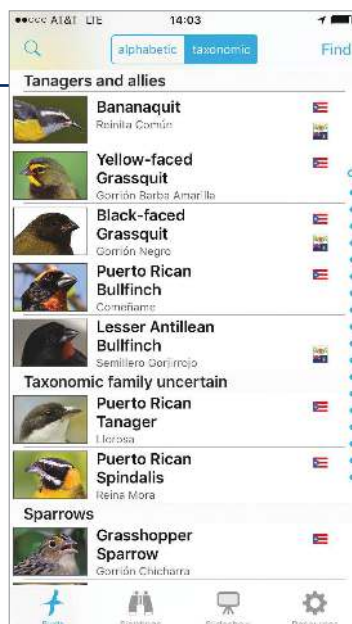 AT&T LTE 14:03
alphabetic taxonomic Find
Tanagers and allies
Bananaquit
Reinita Común
Yellow-faced
Grassquit
Gorrión Barba Amarilla
Black-faced
Grassquit
Gorrión Negro
Puerto Rican
Bullfinch
Comeñame
Lesser Antillean
Bullfinch
Semillero Gorjirrojo
Taxonomic family uncertain
Puerto Rican
Tanager
Llorosa
Puerto Rican
Spindalis
Reina Mora
Sparrows
Grasshopper
Sparrow
Gorrión Chicharra